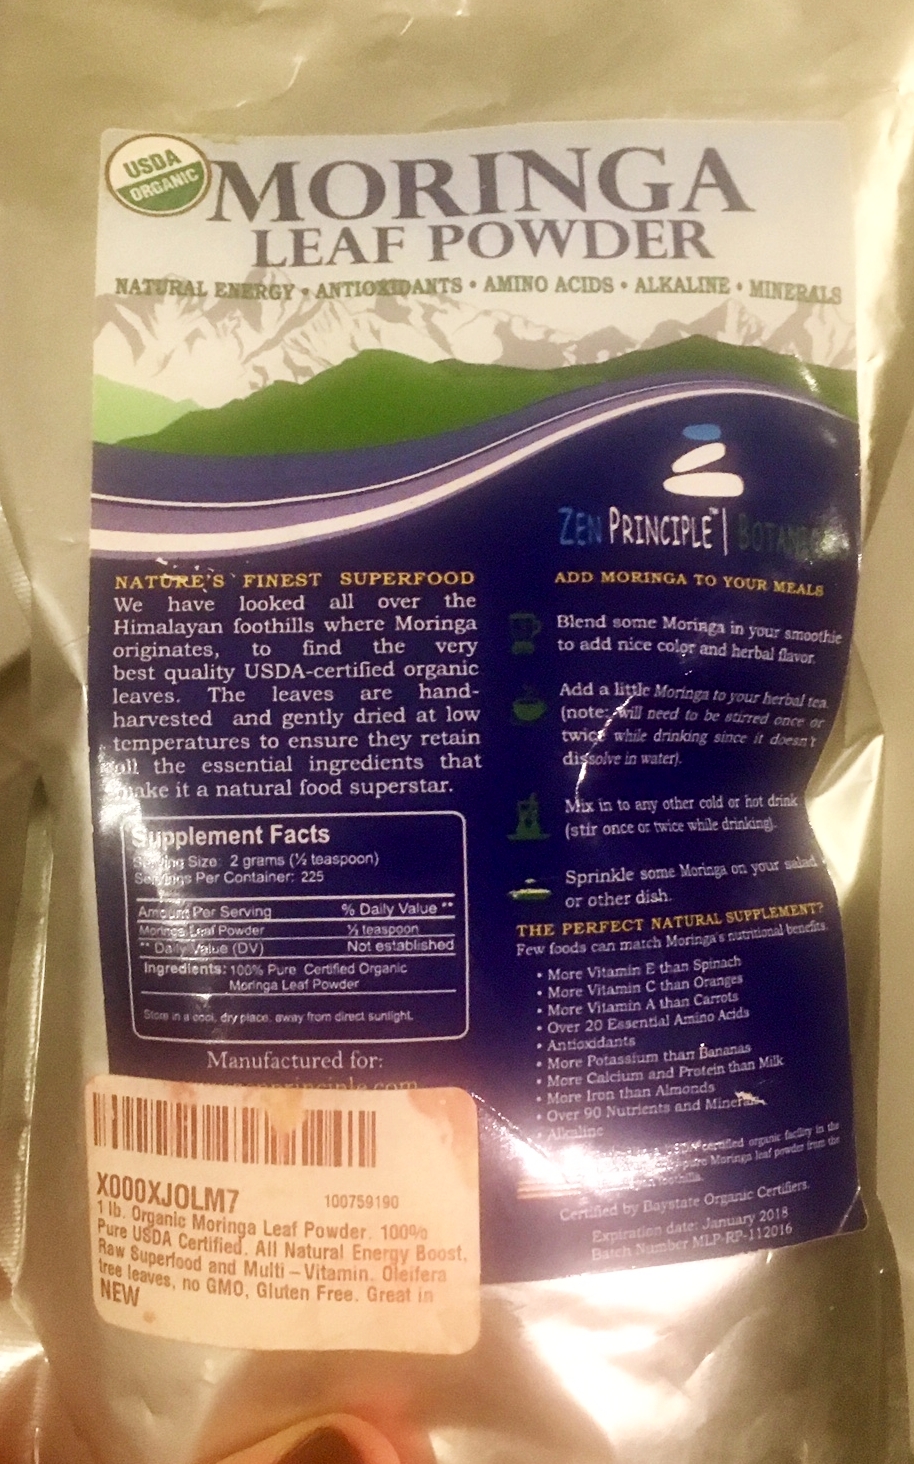 USDA
ORGANIC
MORINGA
LEAF POWDER
NATURAL ENERGY • ANTIOXIDANTS • AMINO ACIDS • ALKALINE • MINERALS
ZEN PRINCIPLE™ |
NATURE'S FINEST SUPERFOOD
We have looked all over the
Himalayan foothills where Moringa
originates, to find the very
best quality USDA-certified organic
leaves. The leaves are hand-
harvested and gently dried at low
temperatures to ensure they retain
all the essential ingredients that
make it a natural food superstar.
Supplement Facts
Serving Size: 2 grams (½ teaspoon)
Servings Per Container: 225
Amount Per Serving % Daily Value **
Moringa Leaf Powder ½ teaspoon
** Daily Value (DV) Not established
Ingredients: 100% Pure Certified Organic
Moringa Leaf Powder
Store in a cool, dry place, away from direct sunlight.
Manufactured for:
X000XJOLM7 100759190
1 lb. Organic Moringa Leaf Powder. 100%
Pure USDA Certified. All Natural Energy Boost,
Raw Superfood and Multi-Vitamin. Oleifera
tree leaves, no GMO, Gluten Free. Great in
NEW
ADD MORINGA TO YOUR MEALS
Blend some Moringa in your smoothie
to add nice color and herbal flavor.
Add a little Moringa to your herbal tea
(note: will need to be stirred once or
twice while drinking since it doesn't
dissolve in water).
Mix in to any other cold or hot drink
(stir once or twice while drinking).
Sprinkle some Moringa on your salad
or other dish.
THE PERFECT NATURAL SUPPLEMENT?
Few foods can match Moringa's nutritional benefits.
• More Vitamin E than Spinach
• More Vitamin C than Oranges
• More Vitamin A than Carrots
• Over 20 Essential Amino Acids
• Antioxidants
• More Potassium than Bananas
• More Calcium and Protein than Milk
• More Iron than Almonds
• Over 90 Nutrients and Minerals
• Alkaline
certified organic facility in the
pure Moringa leaf powder from the
Certified by Baystate Organic Certifiers.
Expiration date: January 2018
Batch Number MLP-RP-112016